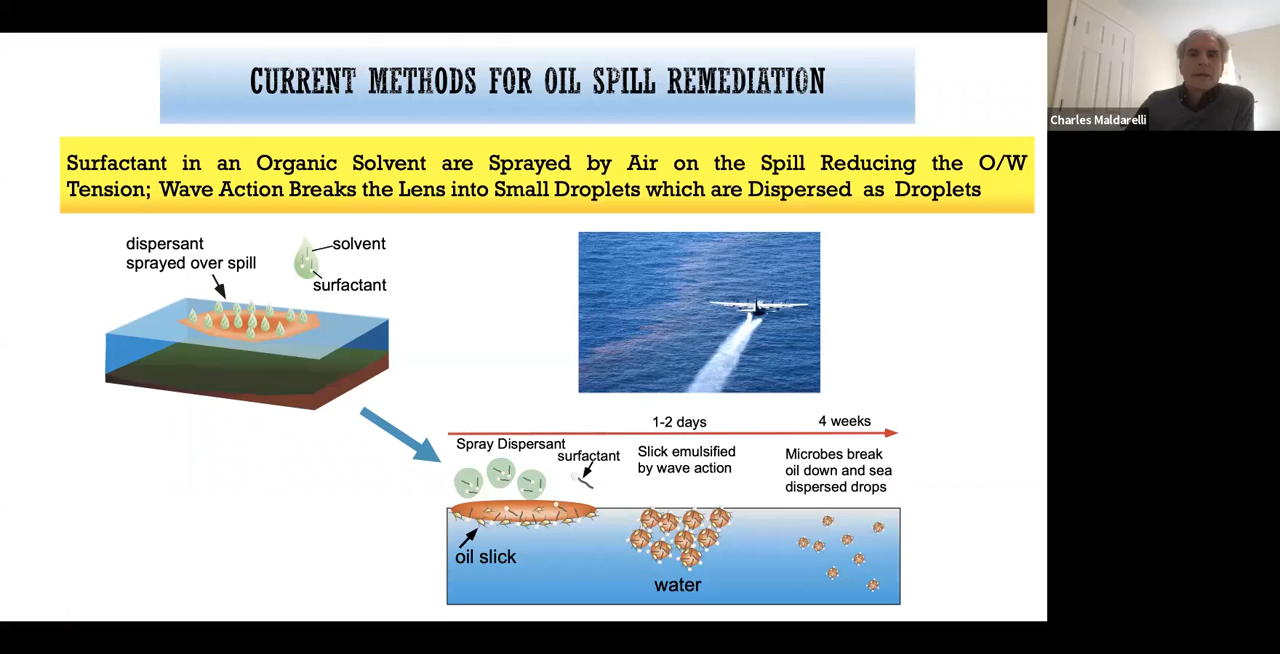 CURRENT METHODS FOR OIL SPILL REMEDIATION
Charles Maldarelli
Surfactant in an Organic Solvent are Sprayed by Air on the Spill Reducing the O/W
Tension; Wave Action Breaks the Lens into Small Droplets which are Dispersed as Droplets
dispersant
sprayed over spill
solvent
surfactant
1-2 days
4 weeks
Spray Dispersant
surfactant
Slick emulsified
by wave action
Microbes break
oil down and sea
dispersed drops
oil slick
water